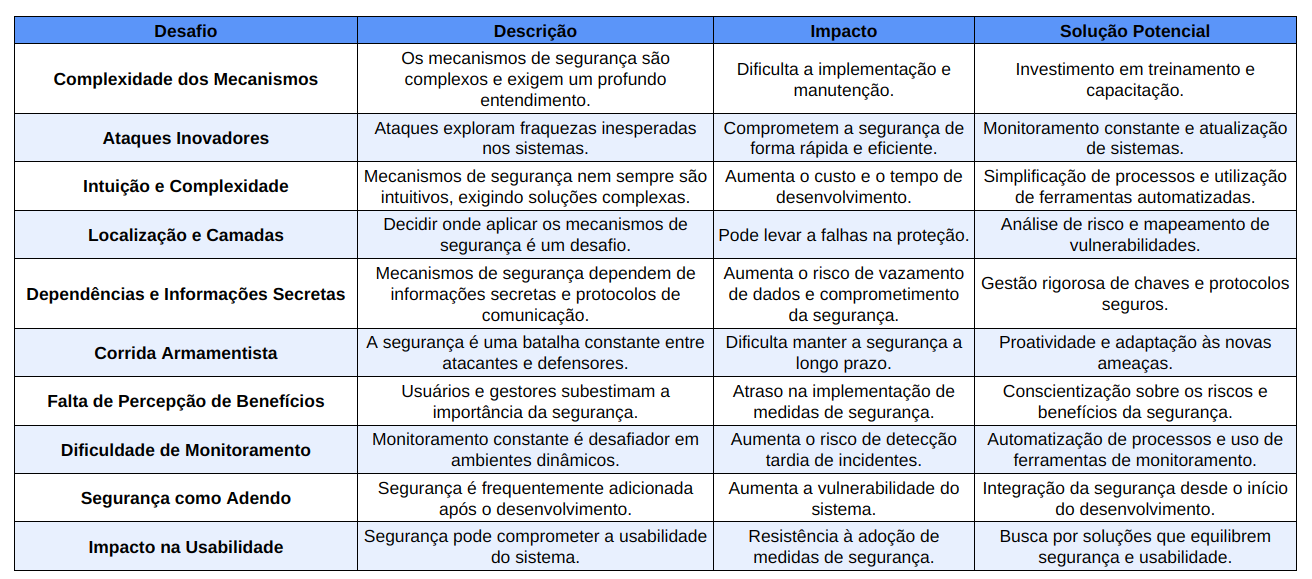 Desafio
Descrição
Impacto
Solução Potencial
Complexidade dos Mecanismos
Os mecanismos de segurança são
complexos e exigem um profundo
entendimento.
Dificulta a implementação e
manutenção.
Investimento em treinamento e
capacitação.
Ataques Inovadores
Ataques exploram fraquezas inesperadas
nos sistemas.
Comprometem a segurança de
forma rápida e eficiente.
Monitoramento constante e atualização
de sistemas.
Intuição e Complexidade
Mecanismos de segurança nem sempre são
intuitivos, exigindo soluções complexas.
Aumenta o custo e o tempo de
desenvolvimento.
Simplificação de processos e utilização
de ferramentas automatizadas.
Localização e Camadas
Decidir onde aplicar os mecanismos de
segurança é um desafio.
Pode levar a falhas na proteção.
Análise de risco e mapeamento de
vulnerabilidades.
Dependências e Informações Secretas
Mecanismos de segurança dependem de
informações secretas e protocolos de
comunicação.
Aumenta o risco de vazamento
de dados e comprometimento
da segurança.
Gestão rigorosa de chaves e protocolos
seguros.
Corrida Armamentista
A segurança é uma batalha constante entre
atacantes e defensores.
Dificulta manter a segurança a
longo prazo.
Proatividade e adaptação às novas
ameaças.
Falta de Percepção de Benefícios
Usuários e gestores subestimam a
importância da segurança.
Atraso na implementação de
medidas de segurança.
Conscientização sobre os riscos e
benefícios da segurança.
Dificuldade de Monitoramento
Monitoramento constante é desafiador em
ambientes dinâmicos.
Aumenta o risco de detecção
tardia de incidentes.
Automatização de processos e uso de
ferramentas de monitoramento.
Segurança como Adendo
Segurança é frequentemente adicionada
após o desenvolvimento.
Aumenta a vulnerabilidade do
sistema.
Integração da segurança desde o início
do desenvolvimento.
Impacto na Usabilidade
Segurança pode comprometer a usabilidade
do sistema.
Resistência à adoção de
medidas de segurança.
Busca por soluções que equilibrem
segurança e usabilidade.